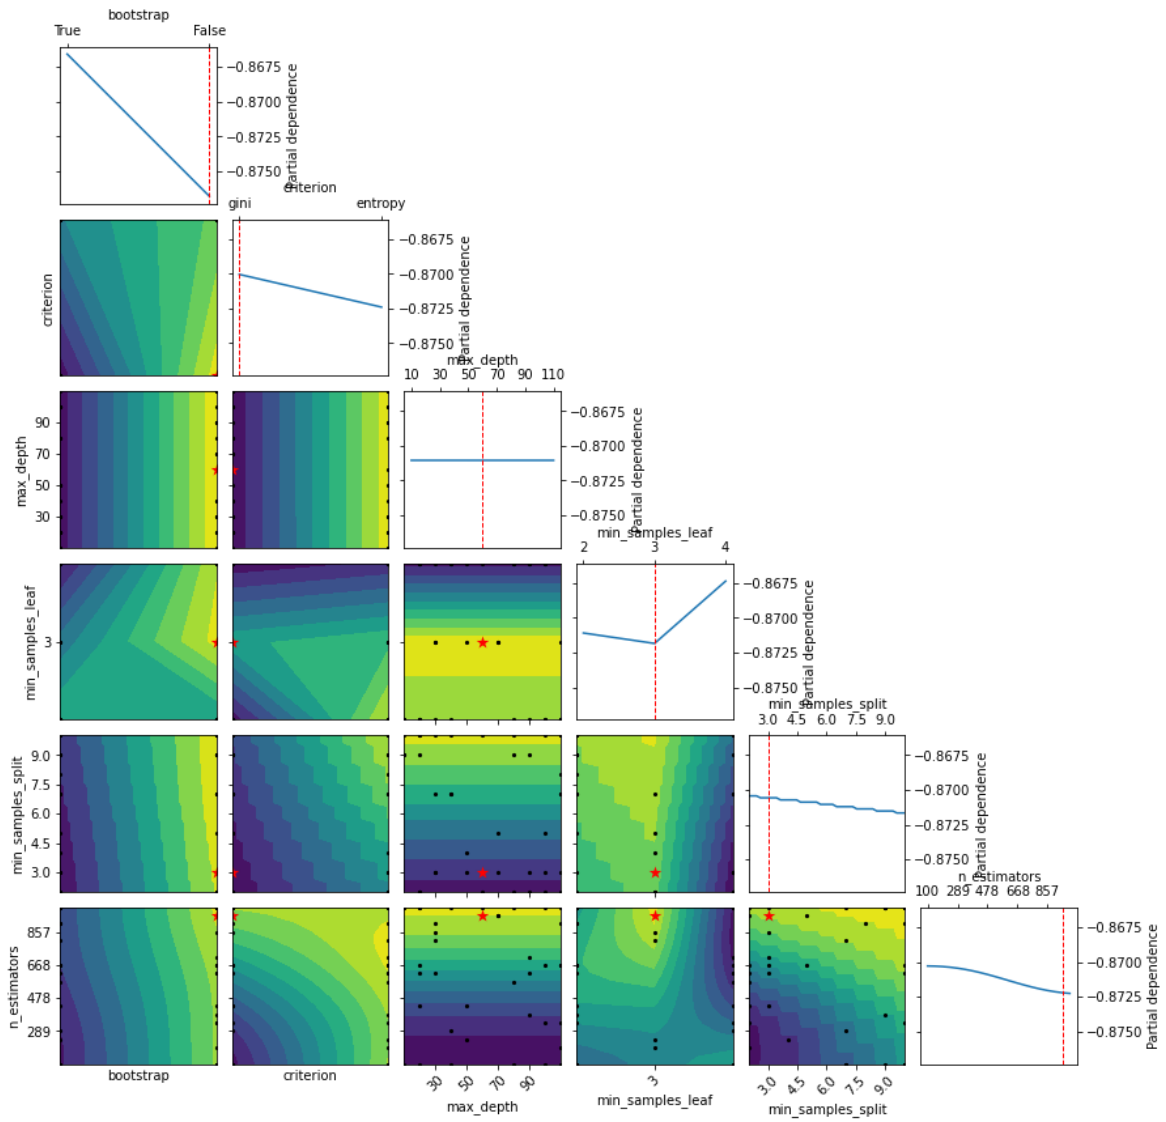 bootstrap
True False
−0.8675
−0.8700
−0.8725
−0.8750
Partial dependence
criterion
gini entropy
criterion
−0.8675
−0.8700
−0.8725
−0.8750
Partial dependence
max_depth
10 30 50 70 90 110
max_depth
90
70
50
30
−0.8675
−0.8700
−0.8725
−0.8750
Partial dependence
min_samples_leaf
2 3 4
min_samples_leaf
3
−0.8675
−0.8700
−0.8725
−0.8750
Partial dependence
min_samples_split
3.0 4.5 6.0 7.5 9.0
min_samples_split
9.0
7.5
6.0
4.5
3.0
−0.8675
−0.8700
−0.8725
−0.8750
Partial dependence
n_estimators
100 289 478 668 857
n_estimators
857
668
478
289
−0.8675
−0.8700
−0.8725
−0.8750
Partial dependence
bootstrap
criterion
30 50 70 90
max_depth
3
min_samples_leaf
3.0 4.5 6.0 7.5 9.0
min_samples_split